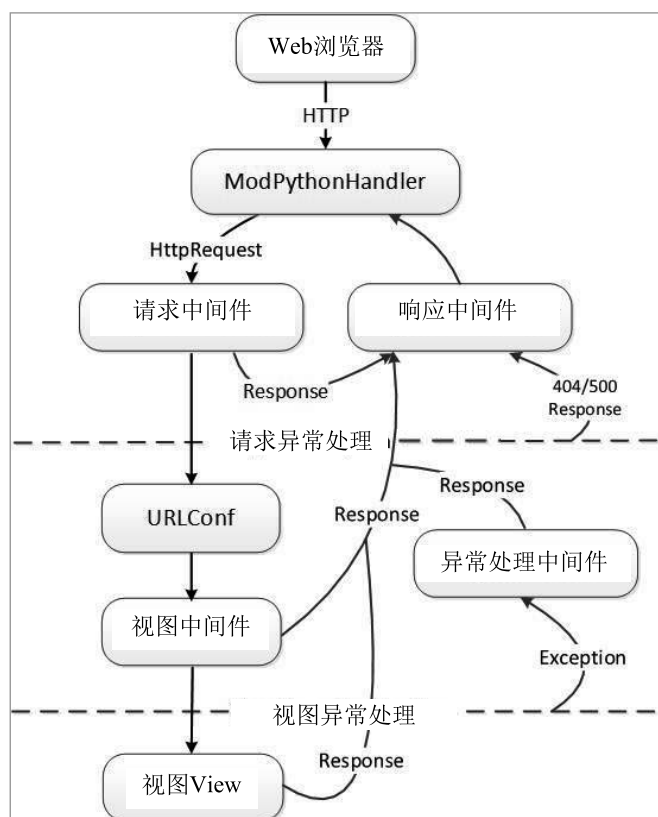 Web浏览器
HTTP
ModPythonHandler
HttpRequest
请求中间件
响应中间件
Response
404/500
Response
请求异常处理
URLConf
Response
Response
异常处理中间件
视图中间件
Exception
视图异常处理
Response
视图View